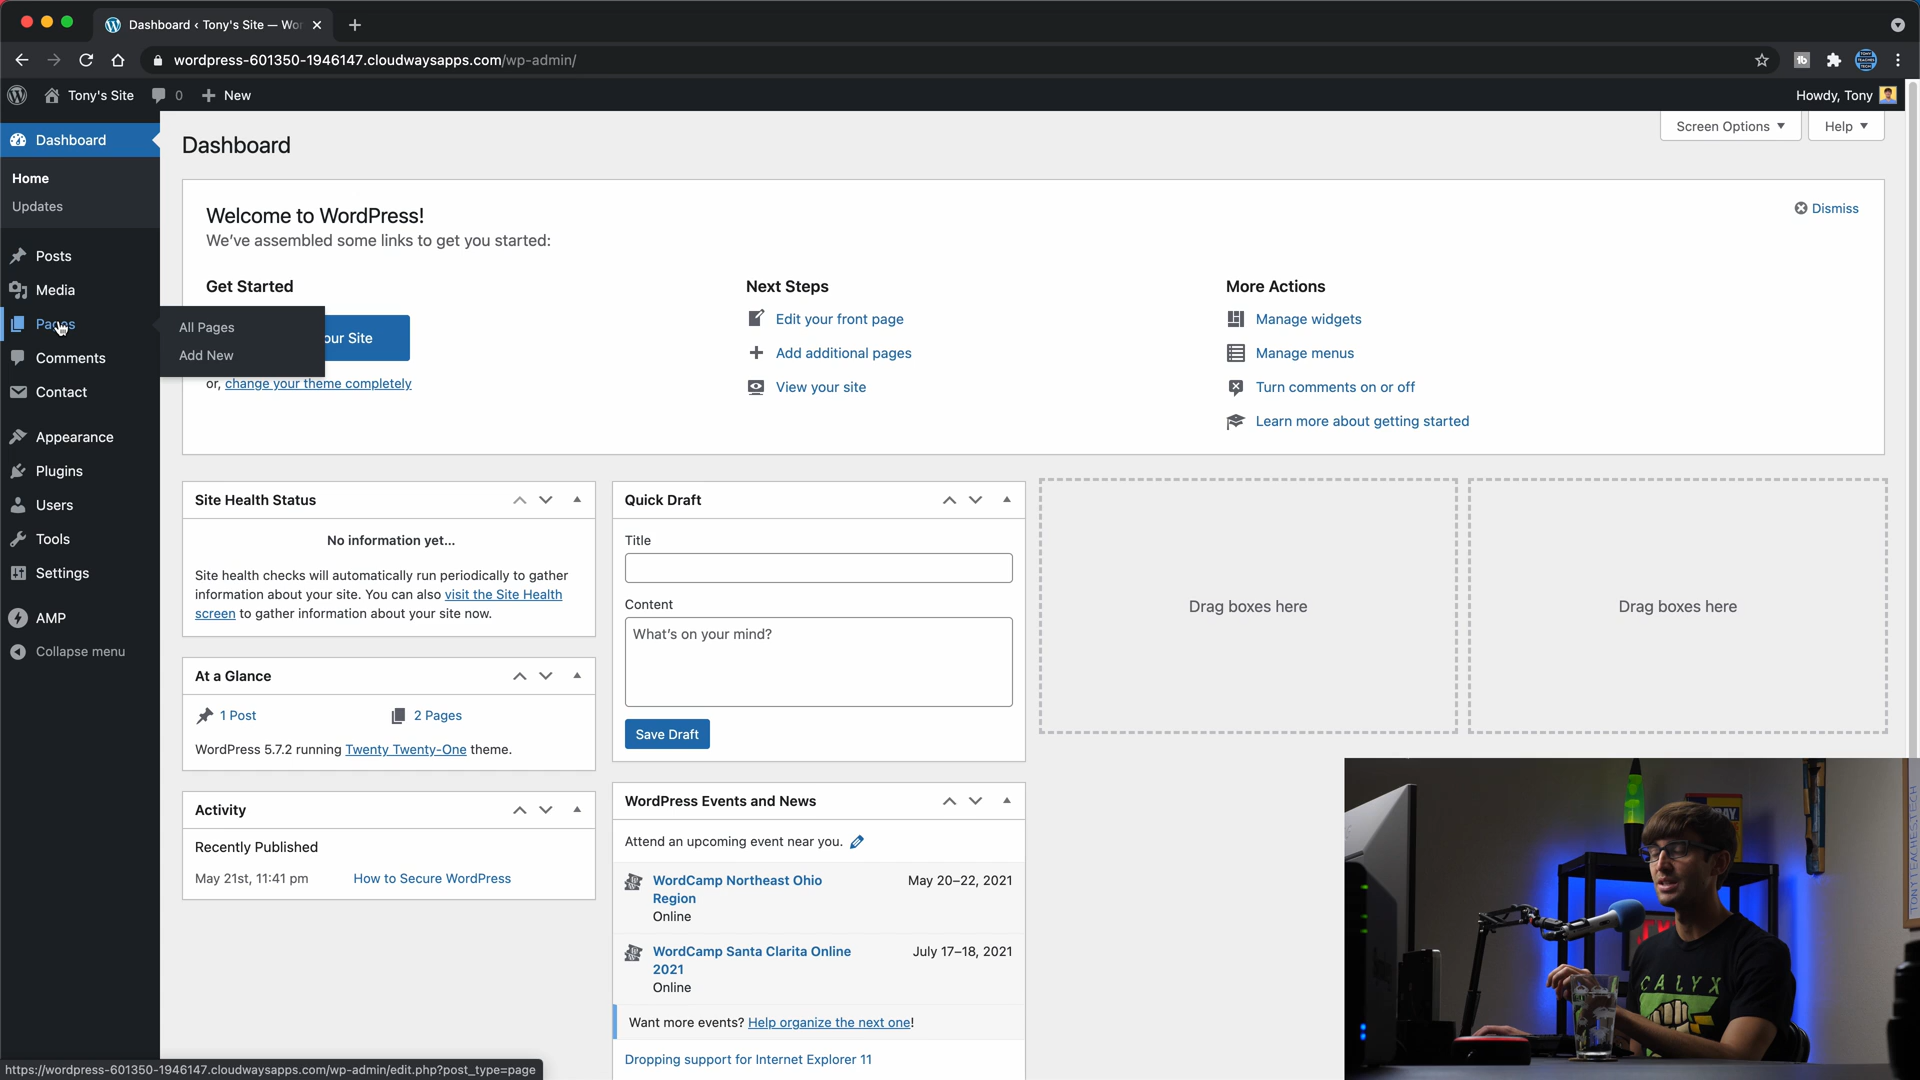 Dashboard ‹ Tony's Site — Wor
wordpress-601350-1946147.cloudwaysapps.com/wp-admin/
Tony's Site
0
New
Howdy, Tony
Dashboard
Home
Updates
Posts
Media
Pages
Comments
Contact
Appearance
Plugins
Users
Tools
Settings
AMP
Collapse menu
All Pages
Add New
Dashboard
Screen Options
Help
Welcome to WordPress!
We've assembled some links to get you started:
Dismiss
Get Started
our Site
or, change your theme completely
Next Steps
Edit your front page
Add additional pages
View your site
More Actions
Manage widgets
Manage menus
Turn comments on or off
Learn more about getting started
Site Health Status
No information yet...
Site health checks will automatically run periodically to gather
information about your site. You can also visit the Site Health
screen to gather information about your site now.
At a Glance
1 Post
2 Pages
WordPress 5.7.2 running Twenty Twenty-One theme.
Activity
Recently Published
May 21st, 11:41 pm
How to Secure WordPress
Quick Draft
Title
Content
What's on your mind?
Save Draft
WordPress Events and News
Attend an upcoming event near you.
WordCamp Northeast Ohio
Region
Online
May 20–22, 2021
WordCamp Santa Clarita Online
2021
Online
July 17–18, 2021
Want more events? Help organize the next one!
Dropping support for Internet Explorer 11
Drag boxes here
Drag boxes here
CALYX
TONYTEACHES.TECH
https://wordpress-601350-1946147.cloudwaysapps.com/wp-admin/edit.php?post_type=page